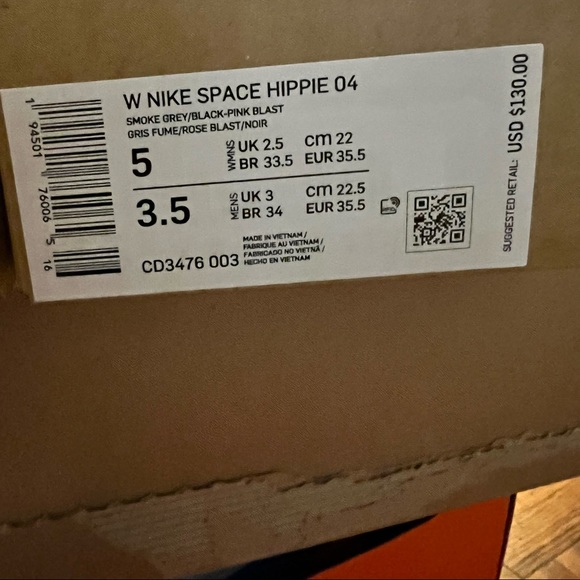 W NIKE SPACE HIPPIE 04
SMOKE GREY/BLACK-PINK BLAST
GRIS FUME/ROSE BLAST/NOIR
5 WMNS UK 2.5 cm 22
BR 33.5 EUR 35.5
3.5 MENS UK 3 cm 22.5
BR 34 EUR 35.5
CD3476 003
MADE IN VIETNAM /
FABRIQUE AU VIETNAM /
FABRICADO NO VIETNÃ /
HECHO EN VIETNAM
1 94501 76006 5 16
SUGGESTED RETAIL: USD $130.00